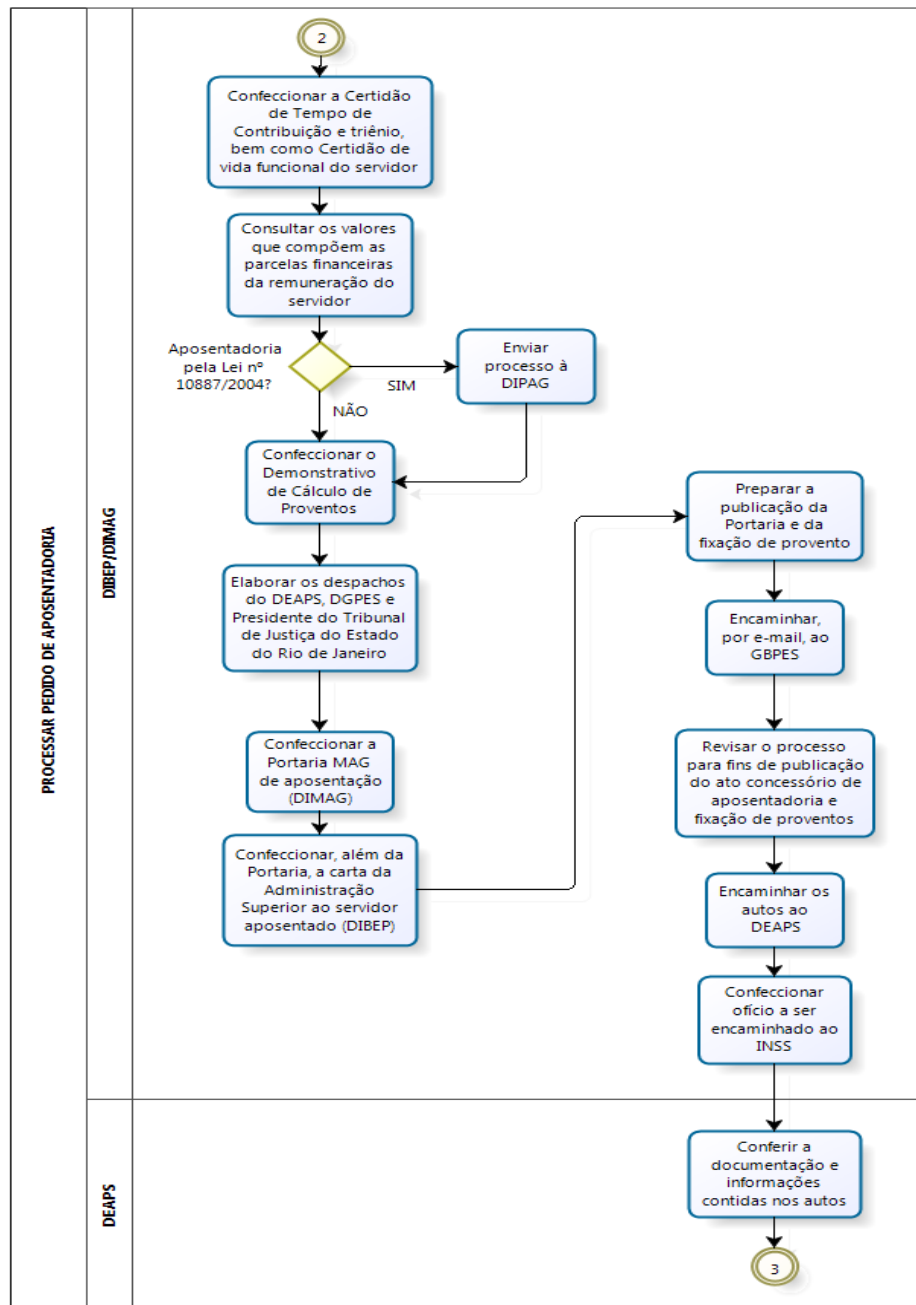 PROCESSAR PEDIDO DE APOSENTADORIA
DIBEP/DIMAG
2
Confeccionar a Certidão
de Tempo de
Contribuição e triênio,
bem como Certidão de
vida funcional do servidor
Consultar os valores
que compõem as
parcelas financeiras
da remuneração do
servidor
Aposentadoria
pela Lei nº
10887/2004?
SIM
Enviar
processo à
DIPAG
NÃO
Confeccionar o
Demonstrativo
de Cálculo de
Proventos
Elaborar os despachos
do DEAPS, DGPES e
Presidente do Tribunal
de Justiça do Estado
do Rio de Janeiro
Confeccionar a
Portaria MAG
de aposentação
(DIMAG)
Confeccionar, além da
Portaria, a carta da
Administração
Superior ao servidor
aposentado (DIBEP)
Preparar a
publicação da
Portaria e da
fixação de provento
Encaminhar,
por e-mail, ao
GBPES
Revisar o processo
para fins de publicação
do ato concessório de
aposentadoria e
fixação de proventos
Encaminhar os
autos ao
DEAPS
Confeccionar
ofício a ser
encaminhado ao
INSS
DEAPS
Conferir a
documentação e
informações
contidas nos autos
3